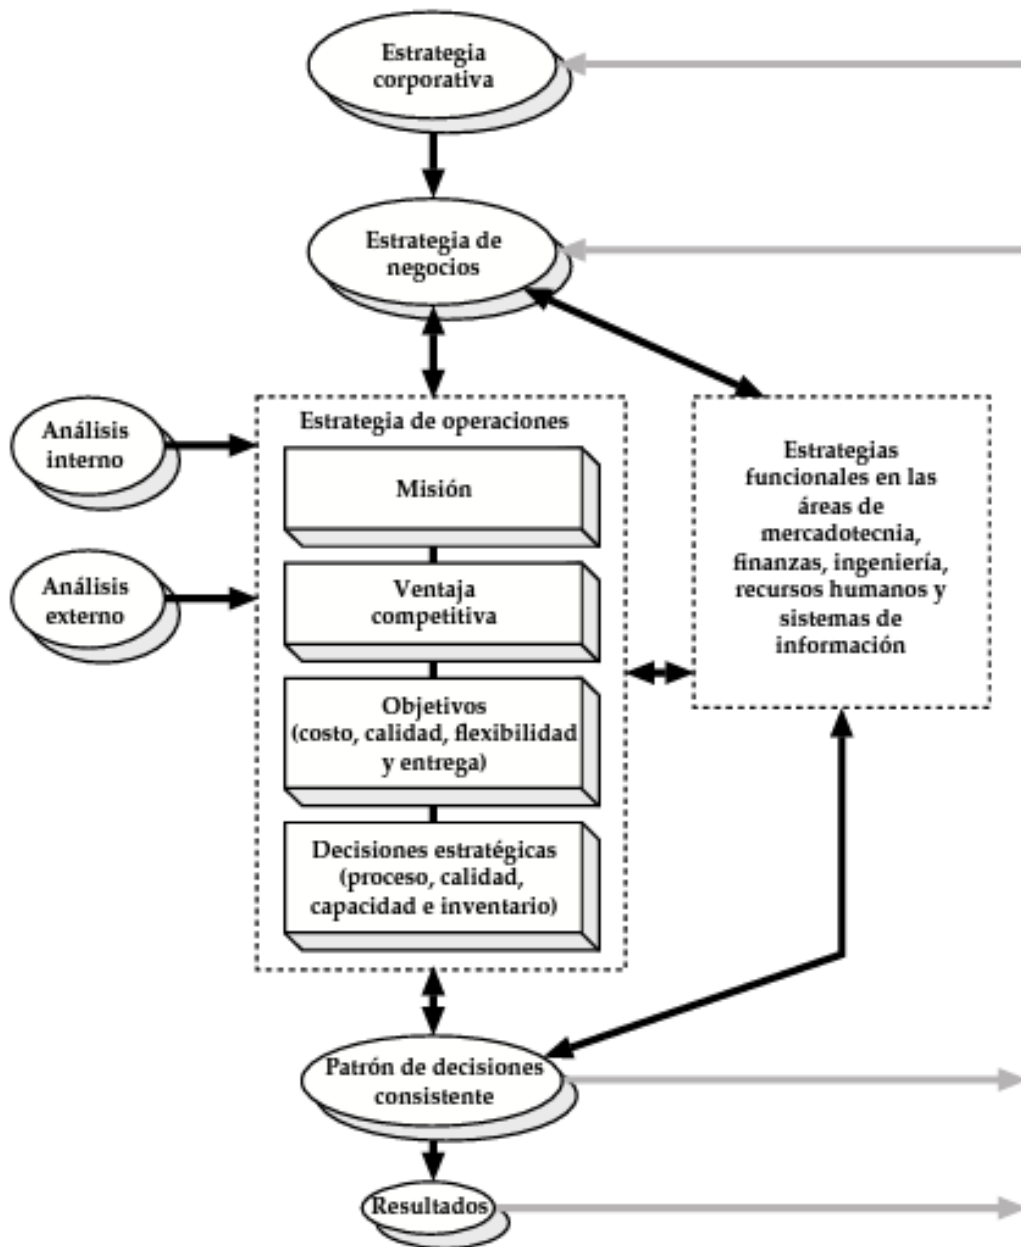 Estrategia
corporativa
Estrategia de
negocios
Análisis
interno
Análisis
externo
Estrategia de operaciones
Misión
Ventaja
competitiva
Objetivos
(costo, calidad, flexibilidad
y entrega)
Decisiones estratégicas
(proceso, calidad,
capacidad e inventario)
Estrategias
funcionales en las
áreas de
mercadotecnia,
finanzas, ingeniería,
recursos humanos y
sistemas de
información
Patrón de decisiones
consistente
Resultados